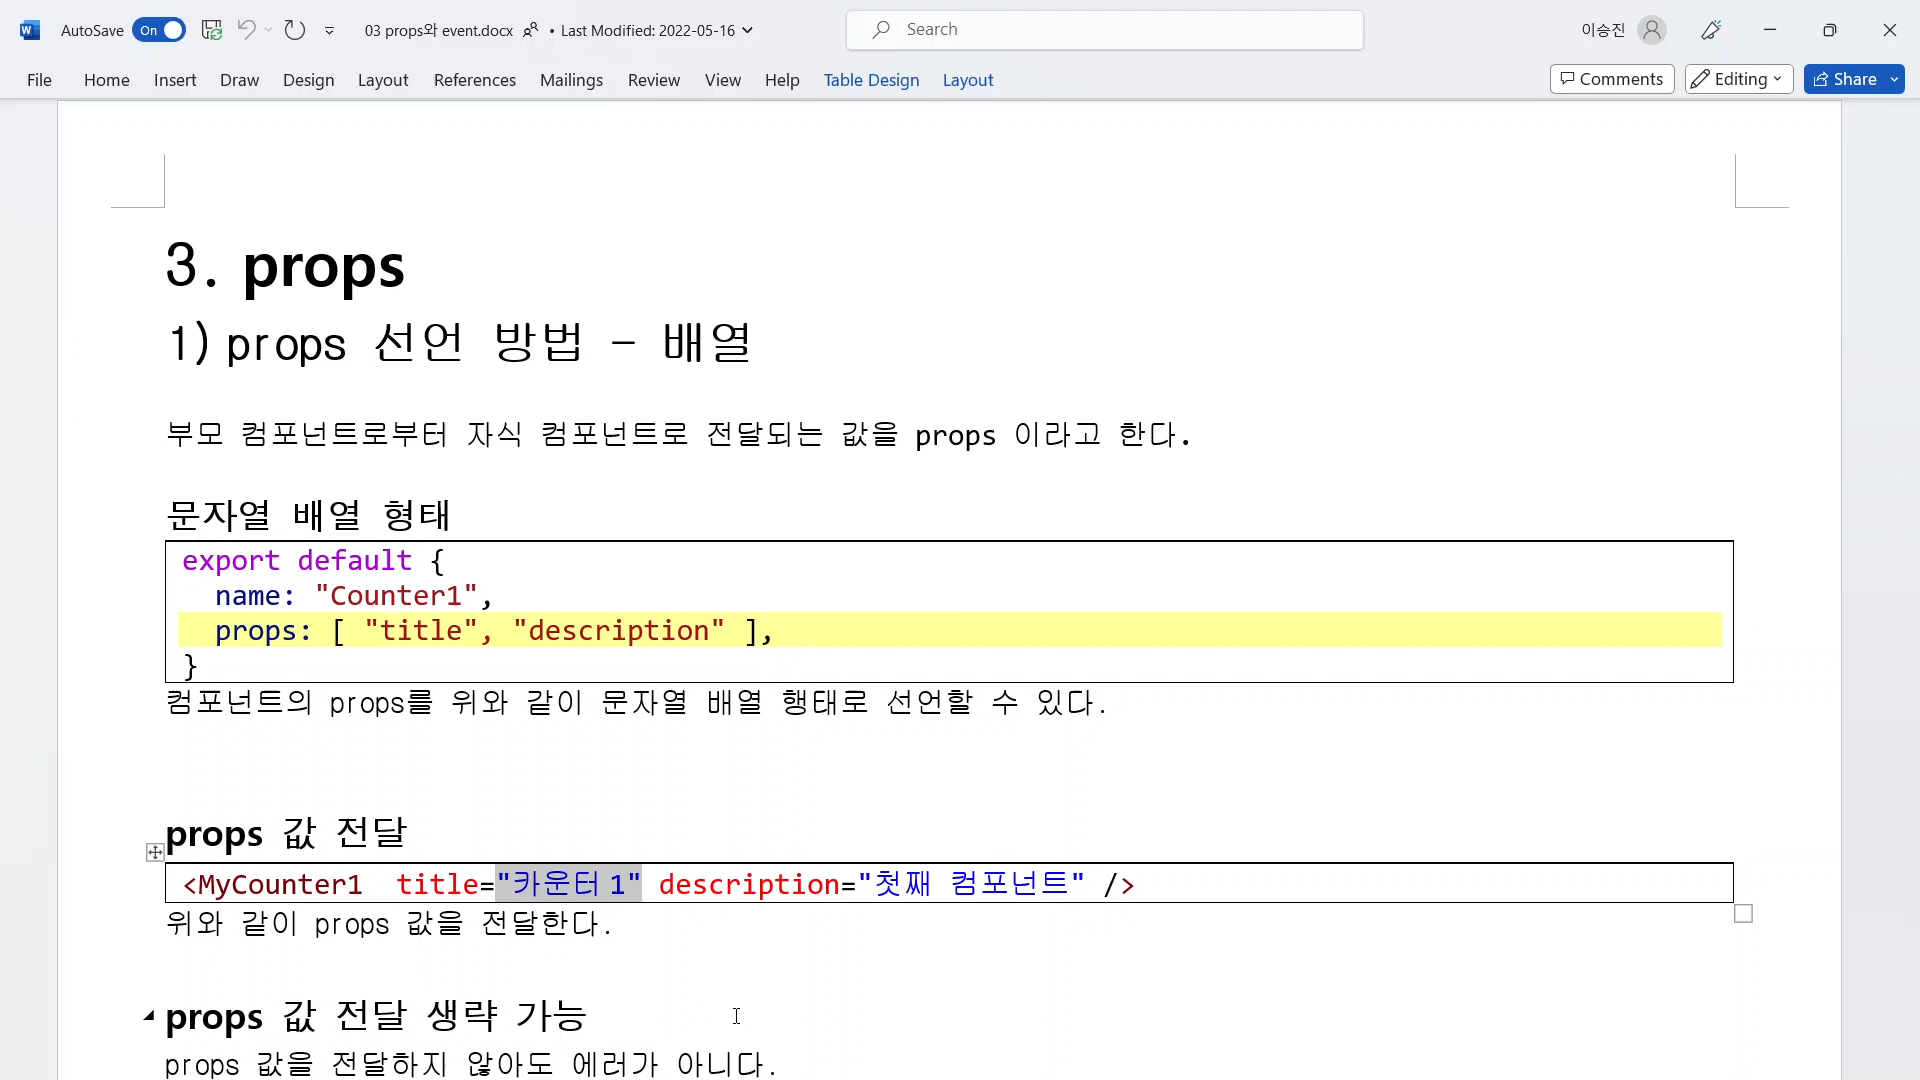 AutoSave On 03 props와 event.docx • Last Modified: 2022-05-16 Search 이승진
File Home Insert Draw Design Layout References Mailings Review View Help Table Design Layout Comments Editing Share
3. props
1) props 선언 방법 - 배열
부모 컴포넌트로부터 자식 컴포넌트로 전달되는 값을 props 이라고 한다.
문자열 배열 형태
export default {
name: "Counter1",
props: [ "title", "description" ],
}
컴포넌트의 props를 위와 같이 문자열 배열 행태로 선언할 수 있다.
props 값 전달
<MyCounter1 title="카운터1" description="첫째 컴포넌트" />
위와 같이 props 값을 전달한다.
props 값 전달 생략 가능
props 값을 전달하지 않아도 에러가 아니다.